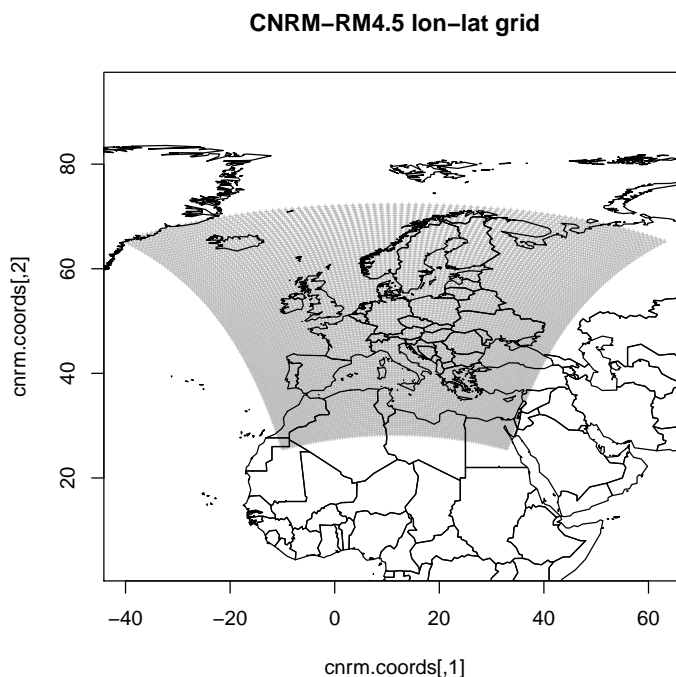 CNRM−RM4.5 lon−lat grid
cnrm.coords[,2]
80
60
40
20
−40 −20 0 20 40 60
cnrm.coords[,1]